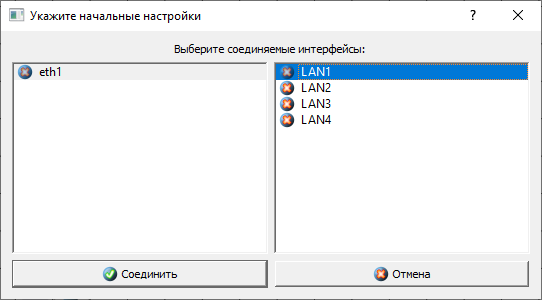 Укажите начальные настройки
?
Выберите соединяемые интерфейсы:
eth1
LAN1
LAN2
LAN3
LAN4
Соединить
Отмена